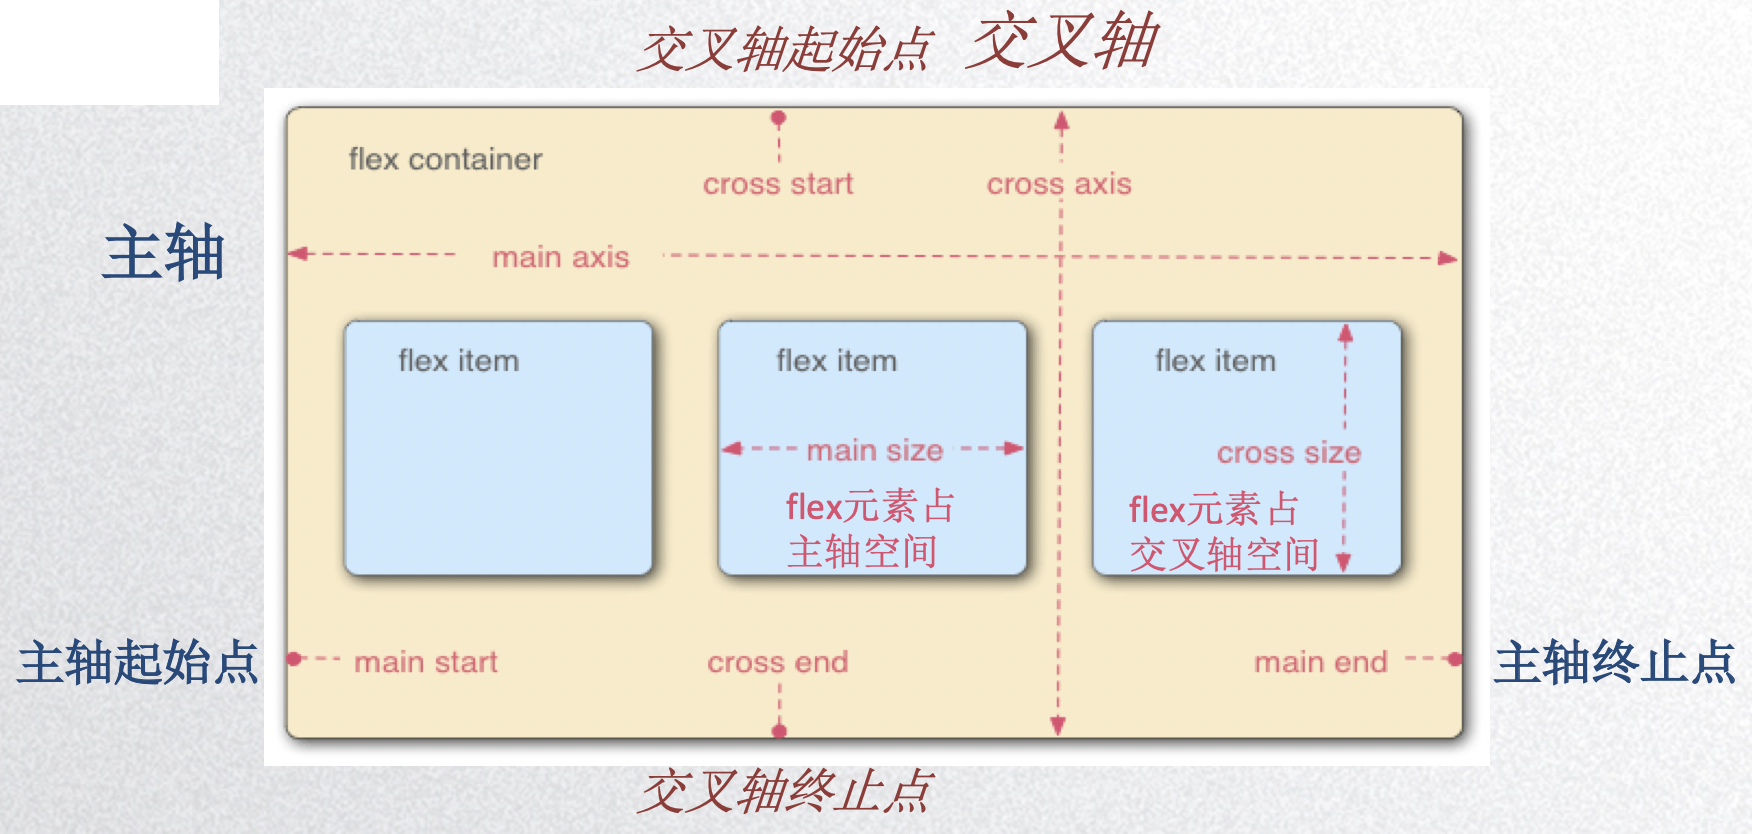 交叉轴起始点 交叉轴
flex container
cross start
cross axis
主轴
main axis
flex item
flex item
flex item
main size
cross size
flex元素占
主轴空间
flex元素占
交叉轴空间
主轴起始点
main start
cross end
main end
主轴终止点
交叉轴终止点